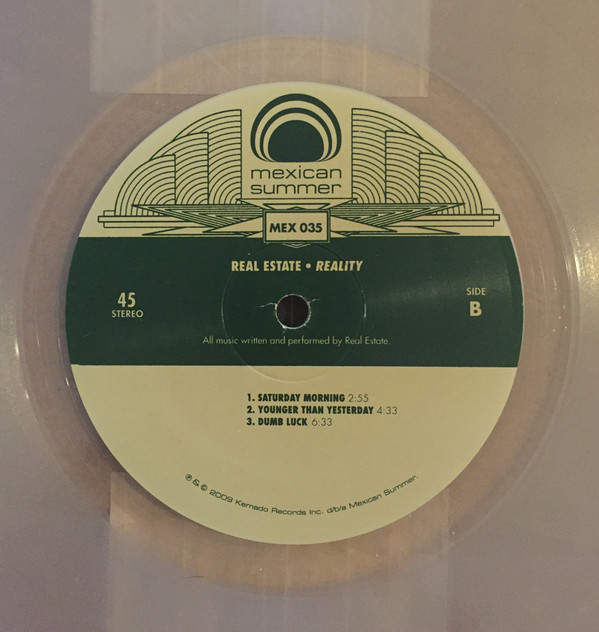 mexican
summer
MEX 035
REAL ESTATE • REALITY
45
STEREO
SIDE
B
All music written and performed by Real Estate.
1. SATURDAY MORNING 2:55
2. YOUNGER THAN YESTERDAY 4:33
3. DUMB LUCK 6:33
℗ & © 2009 Kemado Records Inc. d/b/a Mexican Summer.